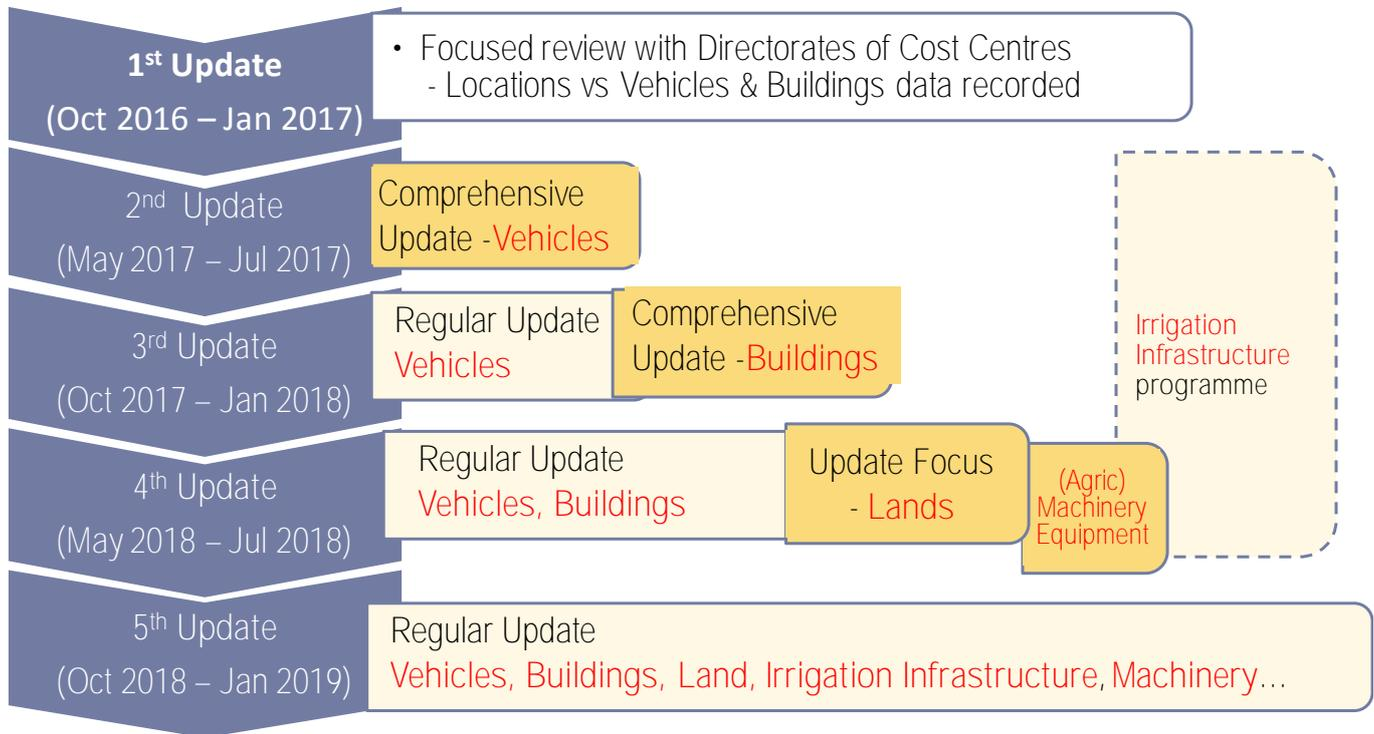 1st Update
(Oct 2016 – Jan 2017)
• Focused review with Directorates of Cost Centres
- Locations vs Vehicles & Buildings data recorded
2nd Update
(May 2017 – Jul 2017)
Comprehensive
Update -Vehicles
3rd Update
(Oct 2017 – Jan 2018)
Regular Update
Vehicles
Comprehensive
Update -Buildings
Irrigation
Infrastructure
programme
4th Update
(May 2018 – Jul 2018)
Regular Update
Vehicles, Buildings
Update Focus
- Lands
(Agric)
Machinery
Equipment
5th Update
(Oct 2018 – Jan 2019)
Regular Update
Vehicles, Buildings, Land, Irrigation Infrastructure, Machinery…